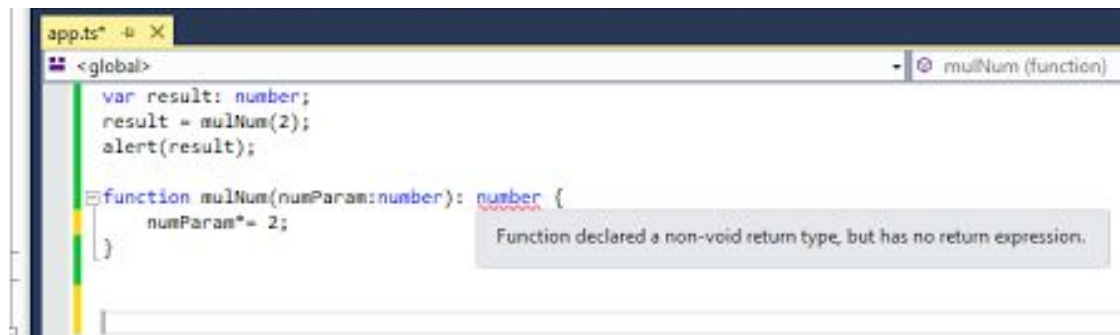 app.ts*
<global> mulNum (function)
var result: number;
result = mulNum(2);
alert(result);
function mulNum(numParam:number): number {
numParam*= 2;
Function declared a non-void return type, but has no return expression.
}